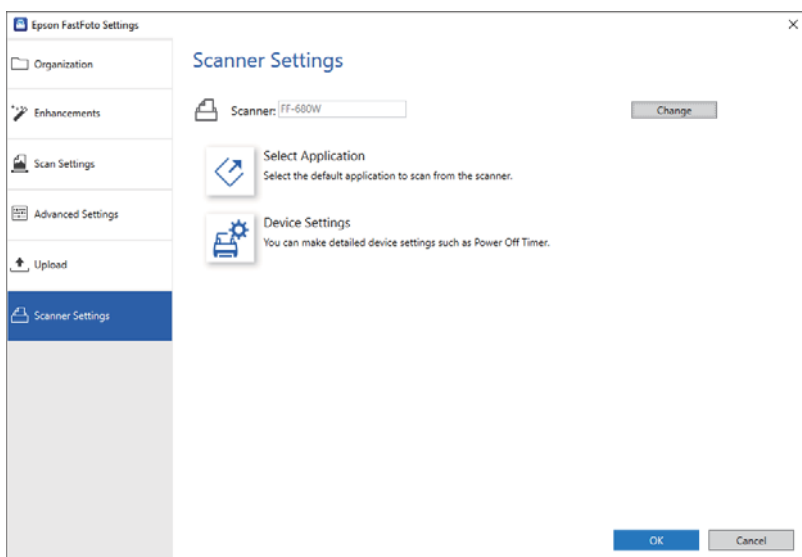 Epson FastFoto Settings
Organization
Enhancements
Scan Settings
Advanced Settings
Upload
Scanner Settings
Scanner Settings
Scanner: FF-680W
Change
Select Application
Select the default application to scan from the scanner.
Device Settings
You can make detailed device settings such as Power Off Timer.
OK
Cancel